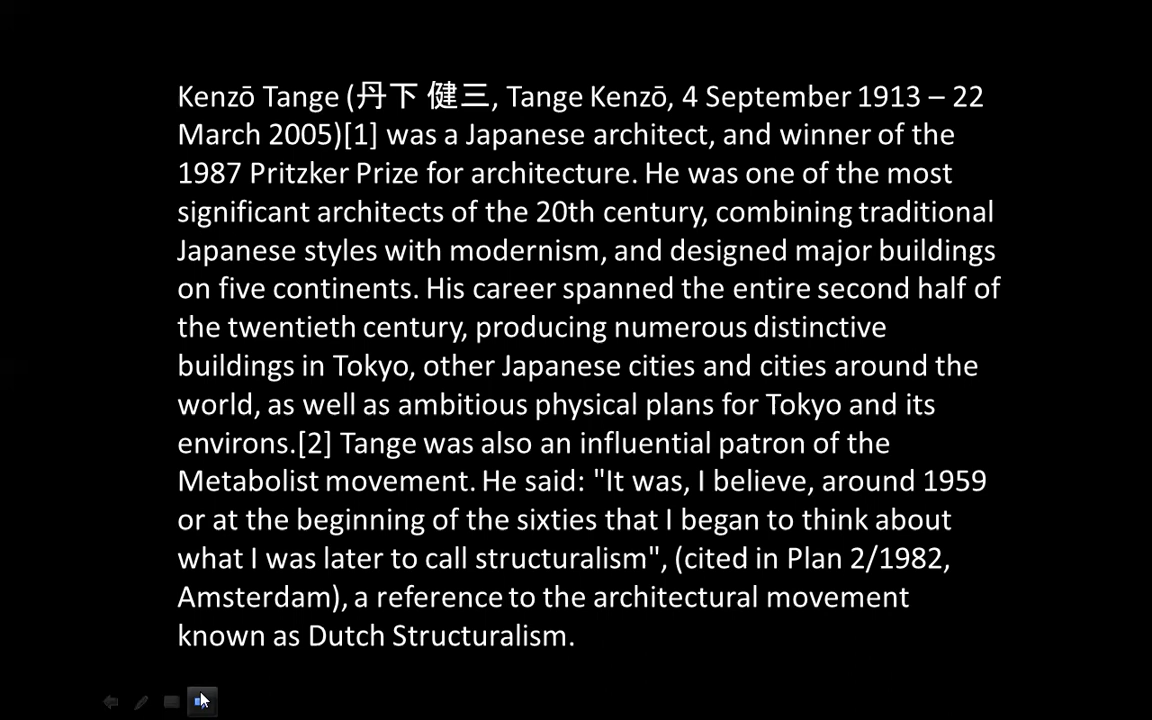 Kenzō Tange (丹下 健三, Tange Kenzō, 4 September 1913 – 22
March 2005)[1] was a Japanese architect, and winner of the
1987 Pritzker Prize for architecture. He was one of the most
significant architects of the 20th century, combining traditional
Japanese styles with modernism, and designed major buildings
on five continents. His career spanned the entire second half of
the twentieth century, producing numerous distinctive
buildings in Tokyo, other Japanese cities and cities around the
world, as well as ambitious physical plans for Tokyo and its
environs.[2] Tange was also an influential patron of the
Metabolist movement. He said: "It was, I believe, around 1959
or at the beginning of the sixties that I began to think about
what I was later to call structuralism", (cited in Plan 2/1982,
Amsterdam), a reference to the architectural movement
known as Dutch Structuralism.